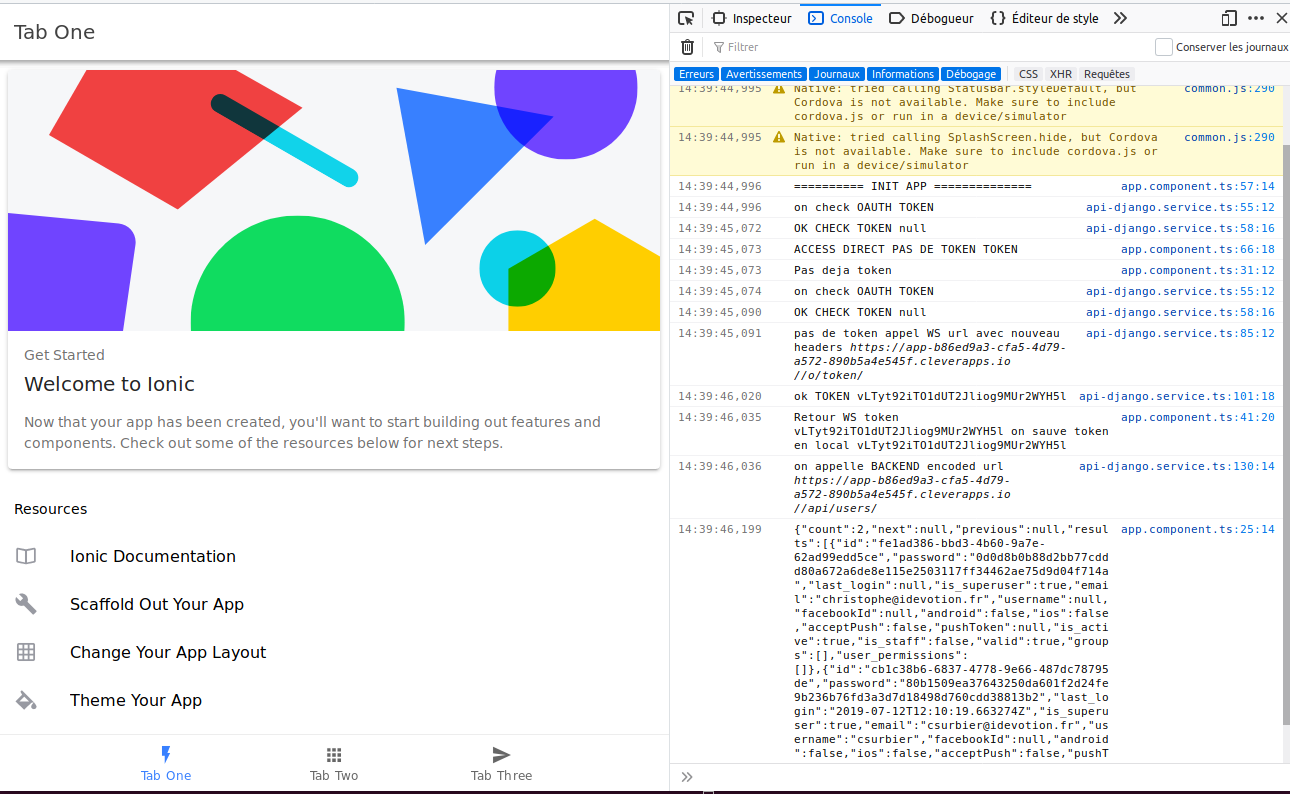 Tab One
Get Started
Welcome to Ionic
Now that your app has been created, you'll want to start building out features and
components. Check out some of the resources below for next steps.
Resources
Ionic Documentation
Scaffold Out Your App
Change Your App Layout
Theme Your App
Tab One
Tab Two
Tab Three
Inspecteur
Console
Débogueur
Éditeur de style
Filtrer
Conserver les journaux
Erreurs
Avertissements
Journaux
Informations
Débogage
CSS
XHR
Requêtes
14:39:44,995 Native: tried calling StatusBar.styleDefault, but common.js:290
Cordova is not available. Make sure to include
cordova.js or run in a device/simulator
14:39:44,995 Native: tried calling SplashScreen.hide, but Cordova common.js:290
is not available. Make sure to include cordova.js or
run in a device/simulator
14:39:44,996 ========== INIT APP ============== app.component.ts:57:14
14:39:44,996 on check OAUTH TOKEN api-django.service.ts:55:12
14:39:45,072 OK CHECK TOKEN null api-django.service.ts:58:16
14:39:45,073 ACCESS DIRECT PAS DE TOKEN TOKEN app.component.ts:66:18
14:39:45,073 Pas deja token app.component.ts:31:12
14:39:45,074 on check OAUTH TOKEN api-django.service.ts:55:12
14:39:45,090 OK CHECK TOKEN null api-django.service.ts:58:16
14:39:45,091 pas de token appel WS url avec nouveau api-django.service.ts:85:12
headers https://app-b86ed9a3-cfa5-4d79-
a572-890b5a4e545f.cleverapps.io
//o/token/
14:39:46,020 ok TOKEN vLTyt92iTO1dUT2Jliog9MUr2WYH5l api-django.service.ts:101:18
14:39:46,035 Retour WS token app.component.ts:41:20
vLTyt92iTO1dUT2Jliog9MUr2WYH5l on sauve token
en local vLTyt92iTO1dUT2Jliog9MUr2WYH5l
14:39:46,036 on appelle BACKEND encoded url api-django.service.ts:130:14
https://app-b86ed9a3-cfa5-4d79-
a572-890b5a4e545f.cleverapps.io
//api/users/
14:39:46,199 {"count":2,"next":null,"previous":null,"resul app.component.ts:25:14
ts":[{"id":"fe1ad386-bbd3-4b60-9a7e-
62ad99edd5ce","password":"0d0d8b0b88d2bb77cdd
d80a672a6de8e115e2503117ff34462ae75d9d04f714a
","last_login":null,"is_superuser":true,"emai
l":"christophe@idevotion.fr","username":null,
"facebookId":null,"android":false,"ios":false
,"acceptPush":false,"pushToken":null,"is_acti
ve":true,"is_staff":false,"valid":true,"group
s":[],"user_permissions":
[]},{"id":"cb1c38b6-6837-4778-9e66-487dc78795
de","password":"80b1509ea37643250da601f2d24fe
9b236b76fd3a3d7d18498d760cdd38813b2","last_lo
gin":"2019-07-12T12:10:19.663274Z","is_superu
ser":true,"email":"csurbier@idevotion.fr","us
ername":"csurbier","facebookId":null,"android
":false,"ios":false,"acceptPush":false,"pushT